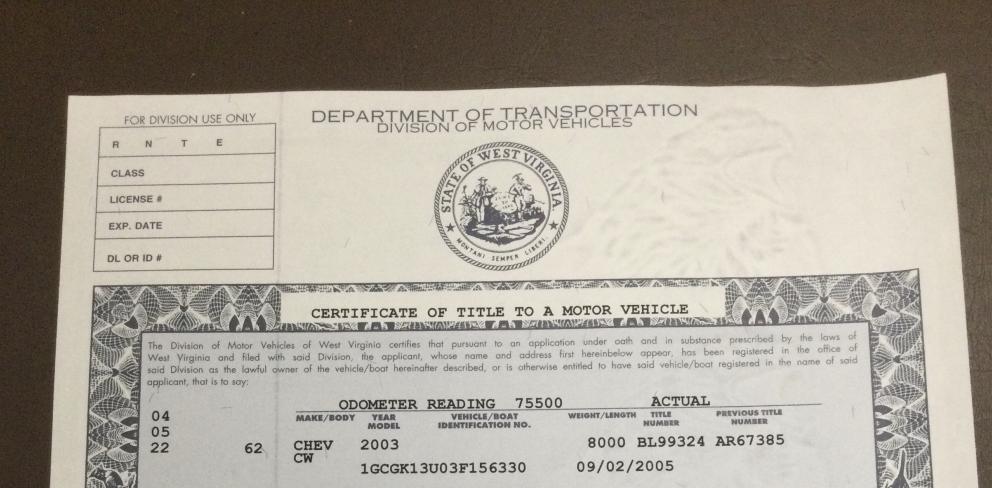 FOR DIVISION USE ONLY
R N T E
CLASS
LICENSE #
EXP. DATE
DL OR ID #
DEPARTMENT OF TRANSPORTATION
DIVISION OF MOTOR VEHICLES
STATE OF WEST VIRGINIA
MONTANI SEMPER LIBERI
CERTIFICATE OF TITLE TO A MOTOR VEHICLE
The Division of Motor Vehicles of West Virginia certifies that pursuant to an application under oath and in substance prescribed by the laws of
West Virginia and filed with said Division, the applicant, whose name and address first hereinbelow appear, has been registered in the office of
said Division as the lawful owner of the vehicle/boat hereinafter described, or is otherwise entitled to have said vehicle/boat registered in the name of said
applicant, that is to say:
ODOMETER READING 75500 ACTUAL
MAKE/BODY YEAR MODEL VEHICLE/BOAT IDENTIFICATION NO. WEIGHT/LENGTH TITLE NUMBER PREVIOUS TITLE NUMBER
04
05
22 62 CHEV 2003 8000 BL99324 AR67385
CW
1GCGK13U03F156330 09/02/2005